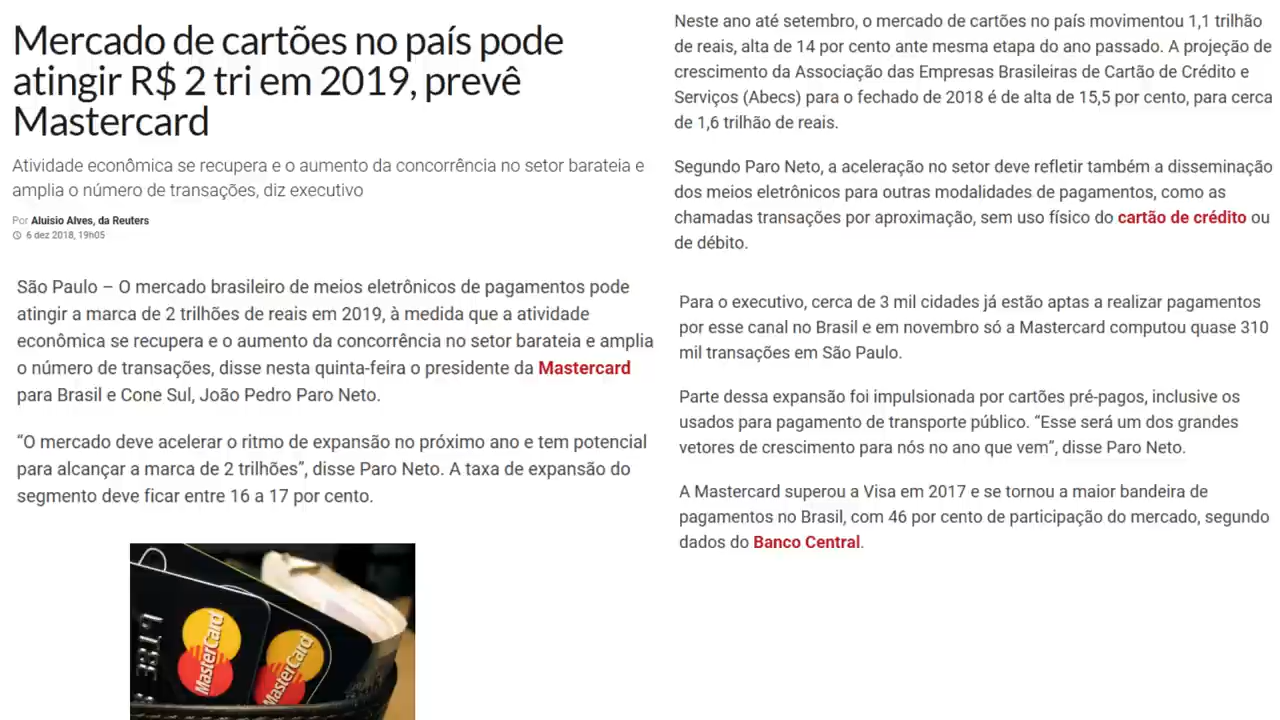 Mercado de cartões no país pode
atingir R$ 2 tri em 2019, prevê
Mastercard
Atividade econômica se recupera e o aumento da concorrência no setor barateia e
amplia o número de transações, diz executivo
Por Aluisio Alves, da Reuters
6 dez 2018, 19h05
São Paulo – O mercado brasileiro de meios eletrônicos de pagamentos pode
atingir a marca de 2 trilhões de reais em 2019, à medida que a atividade
econômica se recupera e o aumento da concorrência no setor barateia e amplia
o número de transações, disse nesta quinta-feira o presidente da Mastercard
para Brasil e Cone Sul, João Pedro Paro Neto.
“O mercado deve acelerar o ritmo de expansão no próximo ano e tem potencial
para alcançar a marca de 2 trilhões”, disse Paro Neto. A taxa de expansão do
segmento deve ficar entre 16 a 17 por cento.
MasterCard
MasterCard
Neste ano até setembro, o mercado de cartões no país movimentou 1,1 trilhão
de reais, alta de 14 por cento ante mesma etapa do ano passado. A projeção de
crescimento da Associação das Empresas Brasileiras de Cartão de Crédito e
Serviços (Abecs) para o fechado de 2018 é de alta de 15,5 por cento, para cerca
de 1,6 trilhão de reais.
Segundo Paro Neto, a aceleração no setor deve refletir também a disseminação
dos meios eletrônicos para outras modalidades de pagamentos, como as
chamadas transações por aproximação, sem uso físico do cartão de crédito ou
de débito.
Para o executivo, cerca de 3 mil cidades já estão aptas a realizar pagamentos
por esse canal no Brasil e em novembro só a Mastercard computou quase 310
mil transações em São Paulo.
Parte dessa expansão foi impulsionada por cartões pré-pagos, inclusive os
usados para pagamento de transporte público. “Esse será um dos grandes
vetores de crescimento para nós no ano que vem”, disse Paro Neto.
A Mastercard superou a Visa em 2017 e se tornou a maior bandeira de
pagamentos no Brasil, com 46 por cento de participação do mercado, segundo
dados do Banco Central.